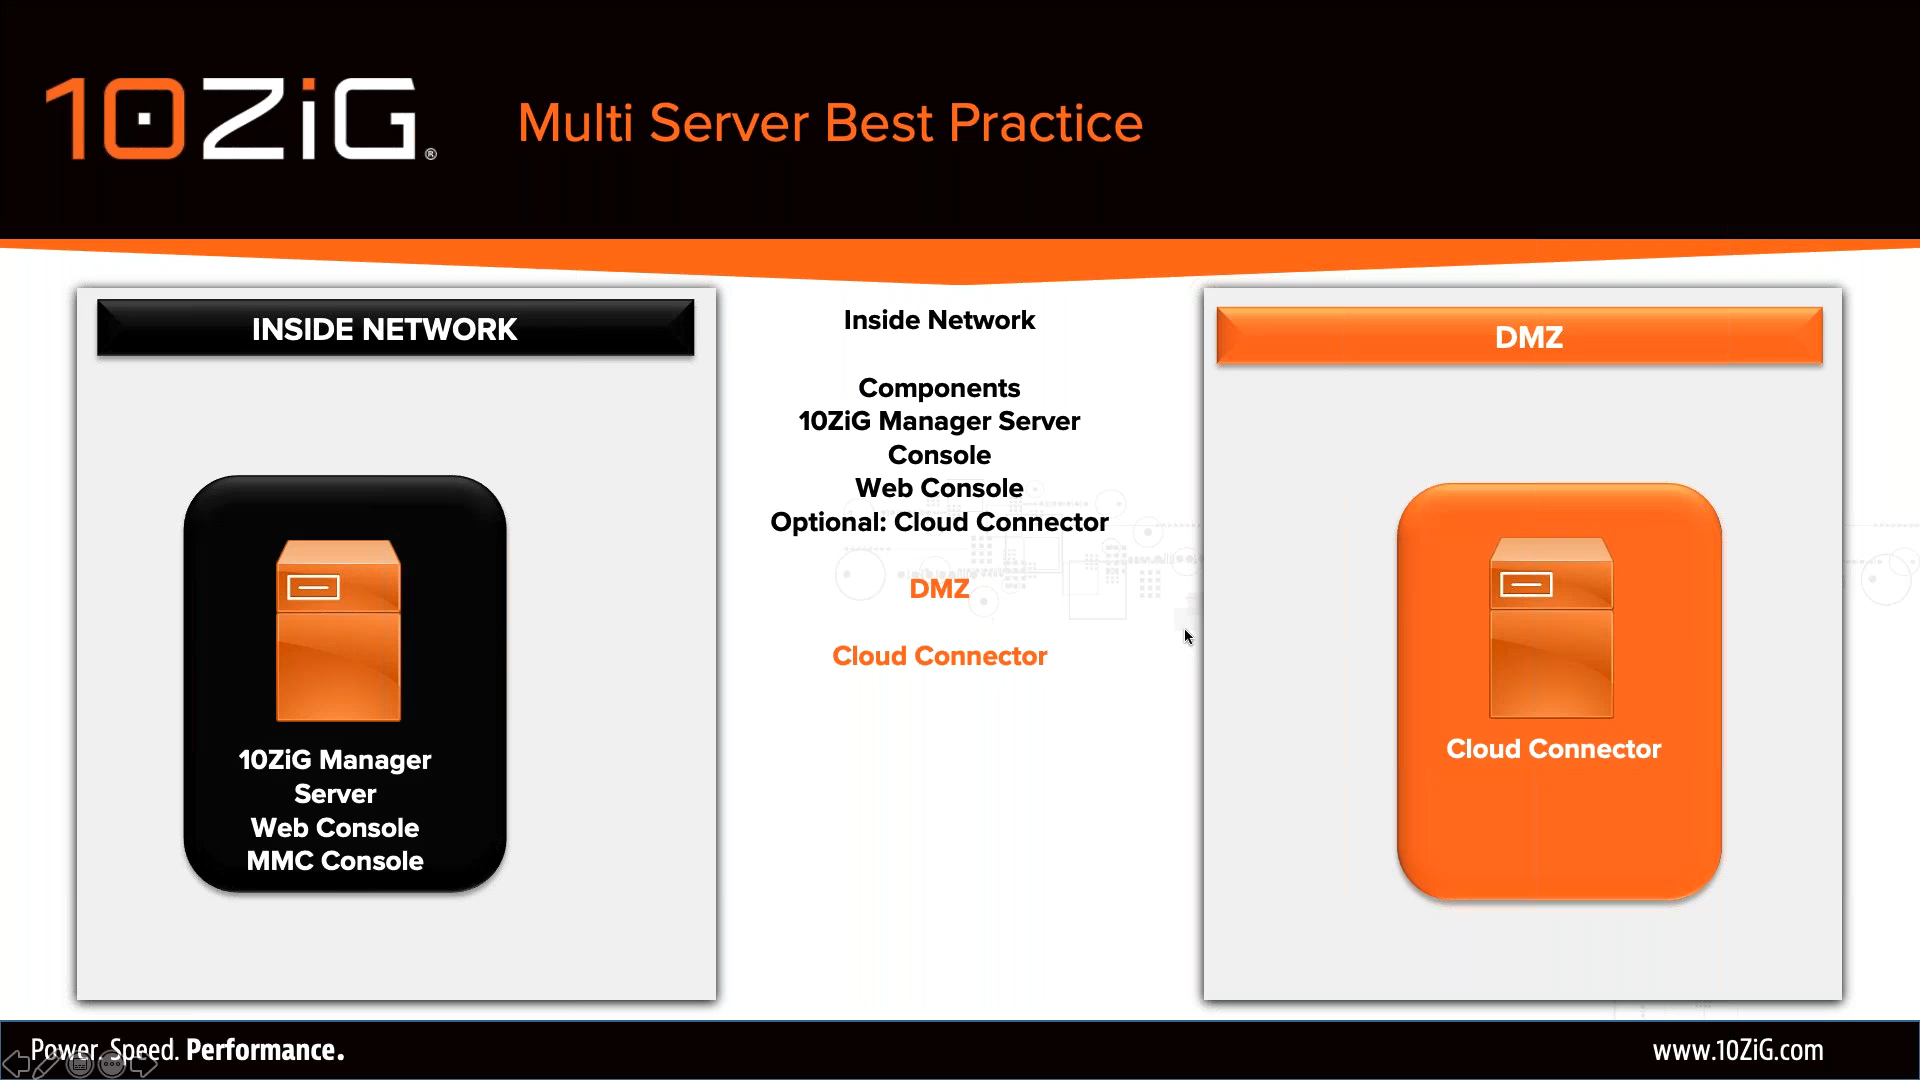 10ZiG®
Multi Server Best Practice
INSIDE NETWORK
10ZiG Manager
Server
Web Console
MMC Console
Inside Network
Components
10ZiG Manager Server
Console
Web Console
Optional: Cloud Connector
DMZ
Cloud Connector
DMZ
Cloud Connector
Power. Speed. Performance.
www.10ZiG.com